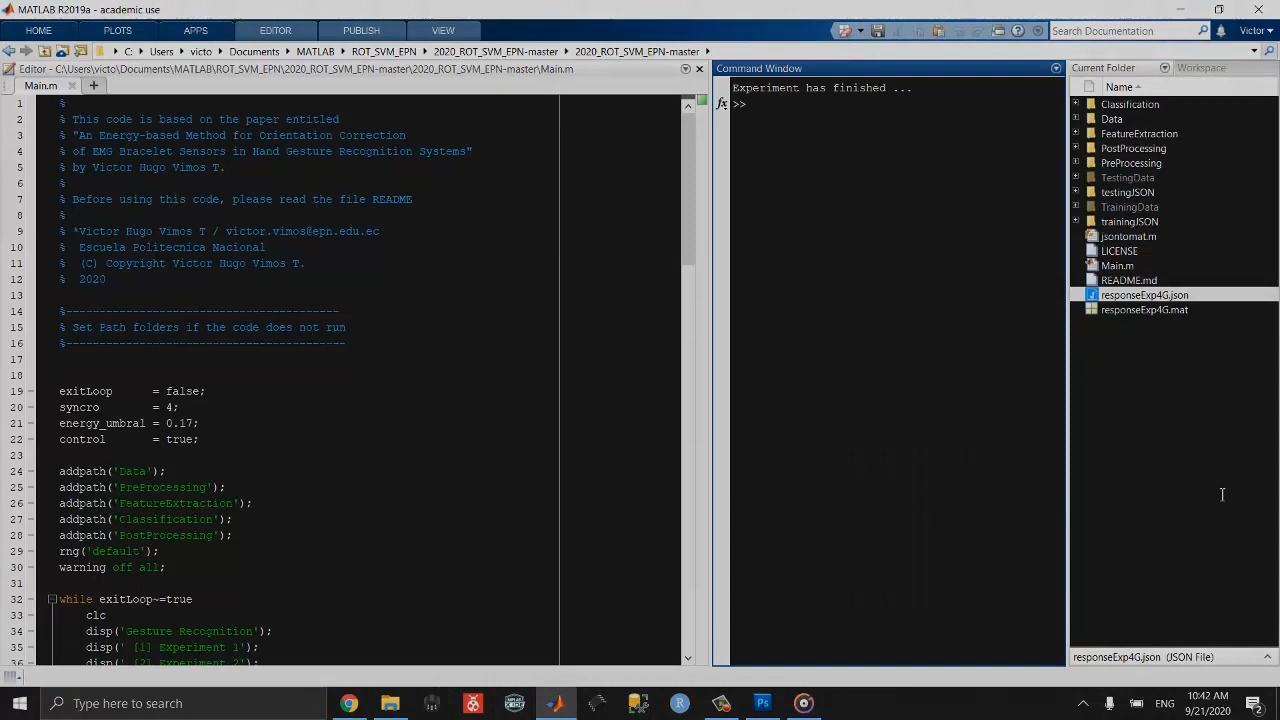 MATLAB R2019a - academic use
HOME PLOTS APPS EDITOR PUBLISH VIEW Search Documentation Victor
C: Users victo Documents MATLAB ROT_SVM_EPN 2020_ROT_SVM_EPN-master 2020_ROT_SVM_EPN-master
Editor - C:\Users\victo\Documents\MATLAB\ROT_SVM_EPN\2020_ROT_SVM_EPN-master\2020_ROT_SVM_EPN-master\Main.m
Main.m
1 %
2 % This code is based on the paper entitled
3 % "An Energy-based Method for Orientation Correction
4 % of EMG Bracelet Sensors in Hand Gesture Recognition Systems"
5 % by Victor Hugo Vimos T.
6 %
7 % Before using this code, please read the file README
8 %
9 % *Victor Hugo Vimos T / victor.vimos@epn.edu.ec
10 % Escuela Politecnica Nacional
11 % (C) Copyright Victor Hugo Vimos T.
12 % 2020
13
14 %-----------------------------------------
15 % Set Path folders if the code does not run
16 %------------------------------------------
17
18
19 exitLoop = false;
20 syncro = 4;
21 energy_umbral = 0.17;
22 control = true;
23
24 addpath('Data');
25 addpath('PreProcessing');
26 addpath('FeatureExtraction');
27 addpath('Classification');
28 addpath('PostProcessing');
29 rng('default');
30 warning off all;
31
32 while exitLoop~=true
33 clc
34 disp('Gesture Recognition');
35 disp(' [1] Experiment 1');
36 disp(' [2] Experiment 2');
Command Window
Experiment has finished ...
fx >>
Current Folder Workspace
Name
Classification
Data
FeatureExtraction
PostProcessing
PreProcessing
TestingData
testingJSON
TrainingData
trainingJSON
jsontomat.m
LICENSE
Main.m
README.md
responseExp4G.json
responseExp4G.mat
responseExp4G.json (JSON File)
Type here to search
ENG
10:42 AM
9/21/2020